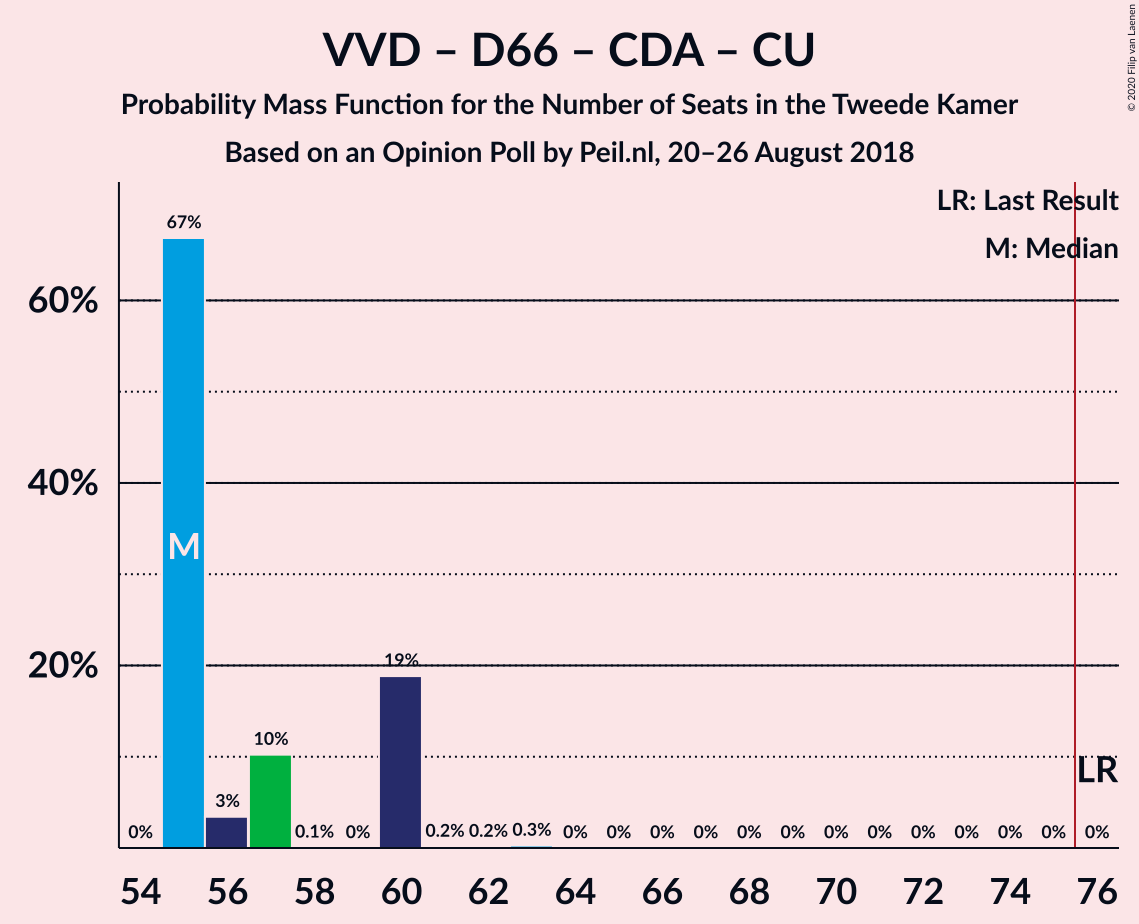 VVD – D66 – CDA – CU
Probability Mass Function for the Number of Seats in the Tweede Kamer
Based on an Opinion Poll by Peil.nl, 20–26 August 2018
© 2020 Filip van Laenen
LR: Last Result
M: Median
60%
40%
20%
67%
M
19%
10%
LR
0% 3% 0.1% 0% 0.2% 0.2% 0.3% 0% 0% 0% 0% 0% 0% 0% 0% 0% 0% 0% 0% 0%
54 56 58 60 62 64 66 68 70 72 74 76